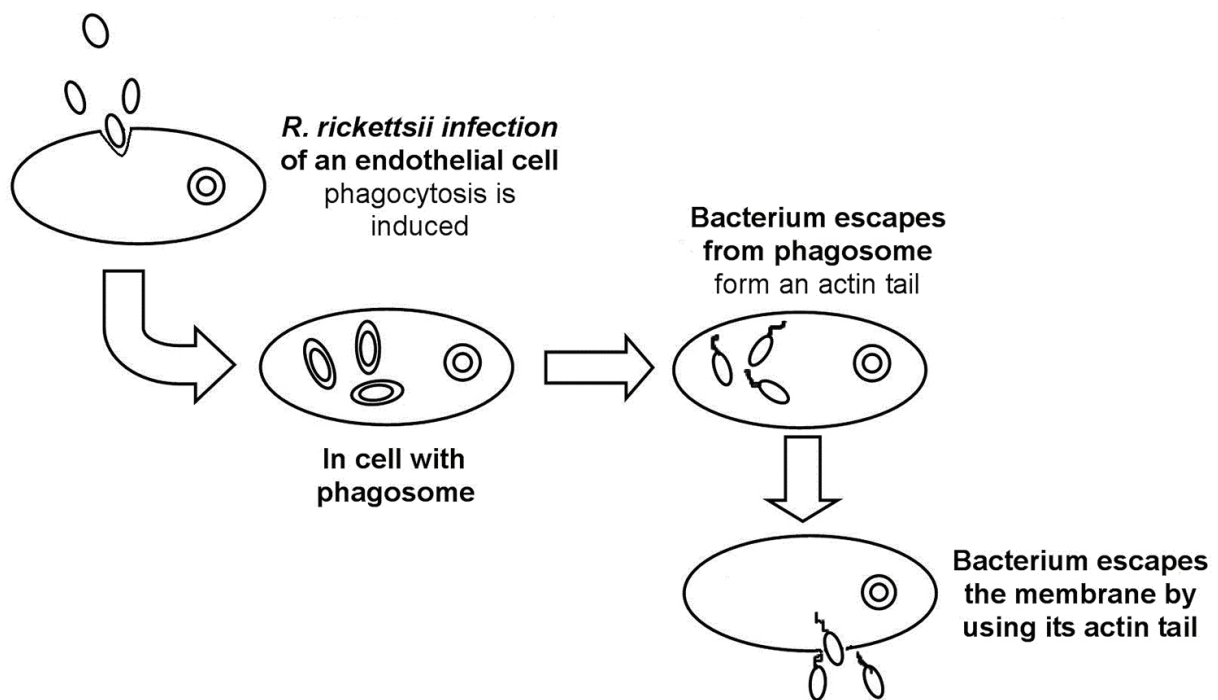 R. rickettsii infection
of an endothelial cell
phagocytosis is
induced
In cell with
phagosome
Bacterium escapes
from phagosome
form an actin tail
Bacterium escapes
the membrane by
using its actin tail